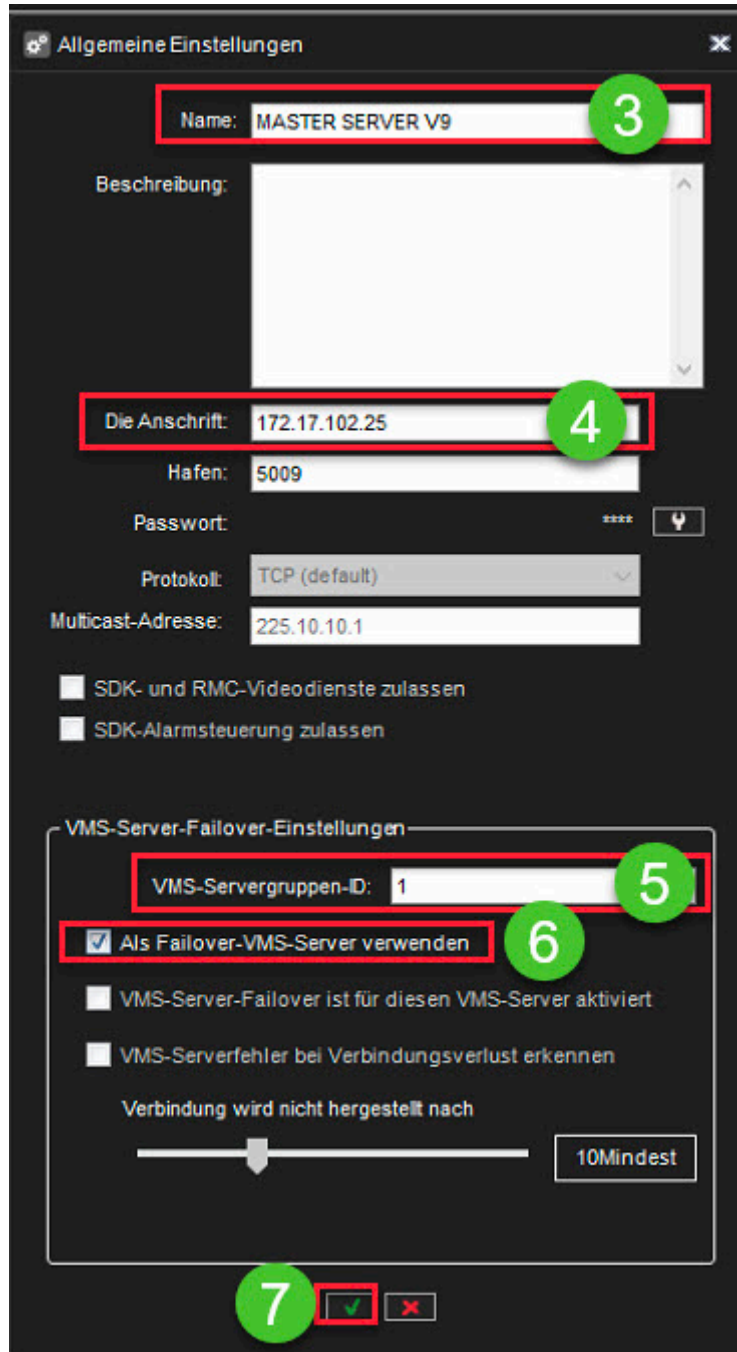 Allgemeine Einstellungen
Name: MASTER SERVER V9
3
Beschreibung:
Die Anschrift: 172.17.102.25
4
Hafen: 5009
Passwort: ****
Protokoll: TCP (default)
Multicast-Adresse: 225.10.10.1
SDK- und RMC-Videodienste zulassen
SDK-Alarmsteuerung zulassen
VMS-Server-Failover-Einstellungen
VMS-Servergruppen-ID: 1
5
Als Failover-VMS-Server verwenden
6
VMS-Server-Failover ist für diesen VMS-Server aktiviert
VMS-Serverfehler bei Verbindungsverlust erkennen
Verbindung wird nicht hergestellt nach
10Mindest
7